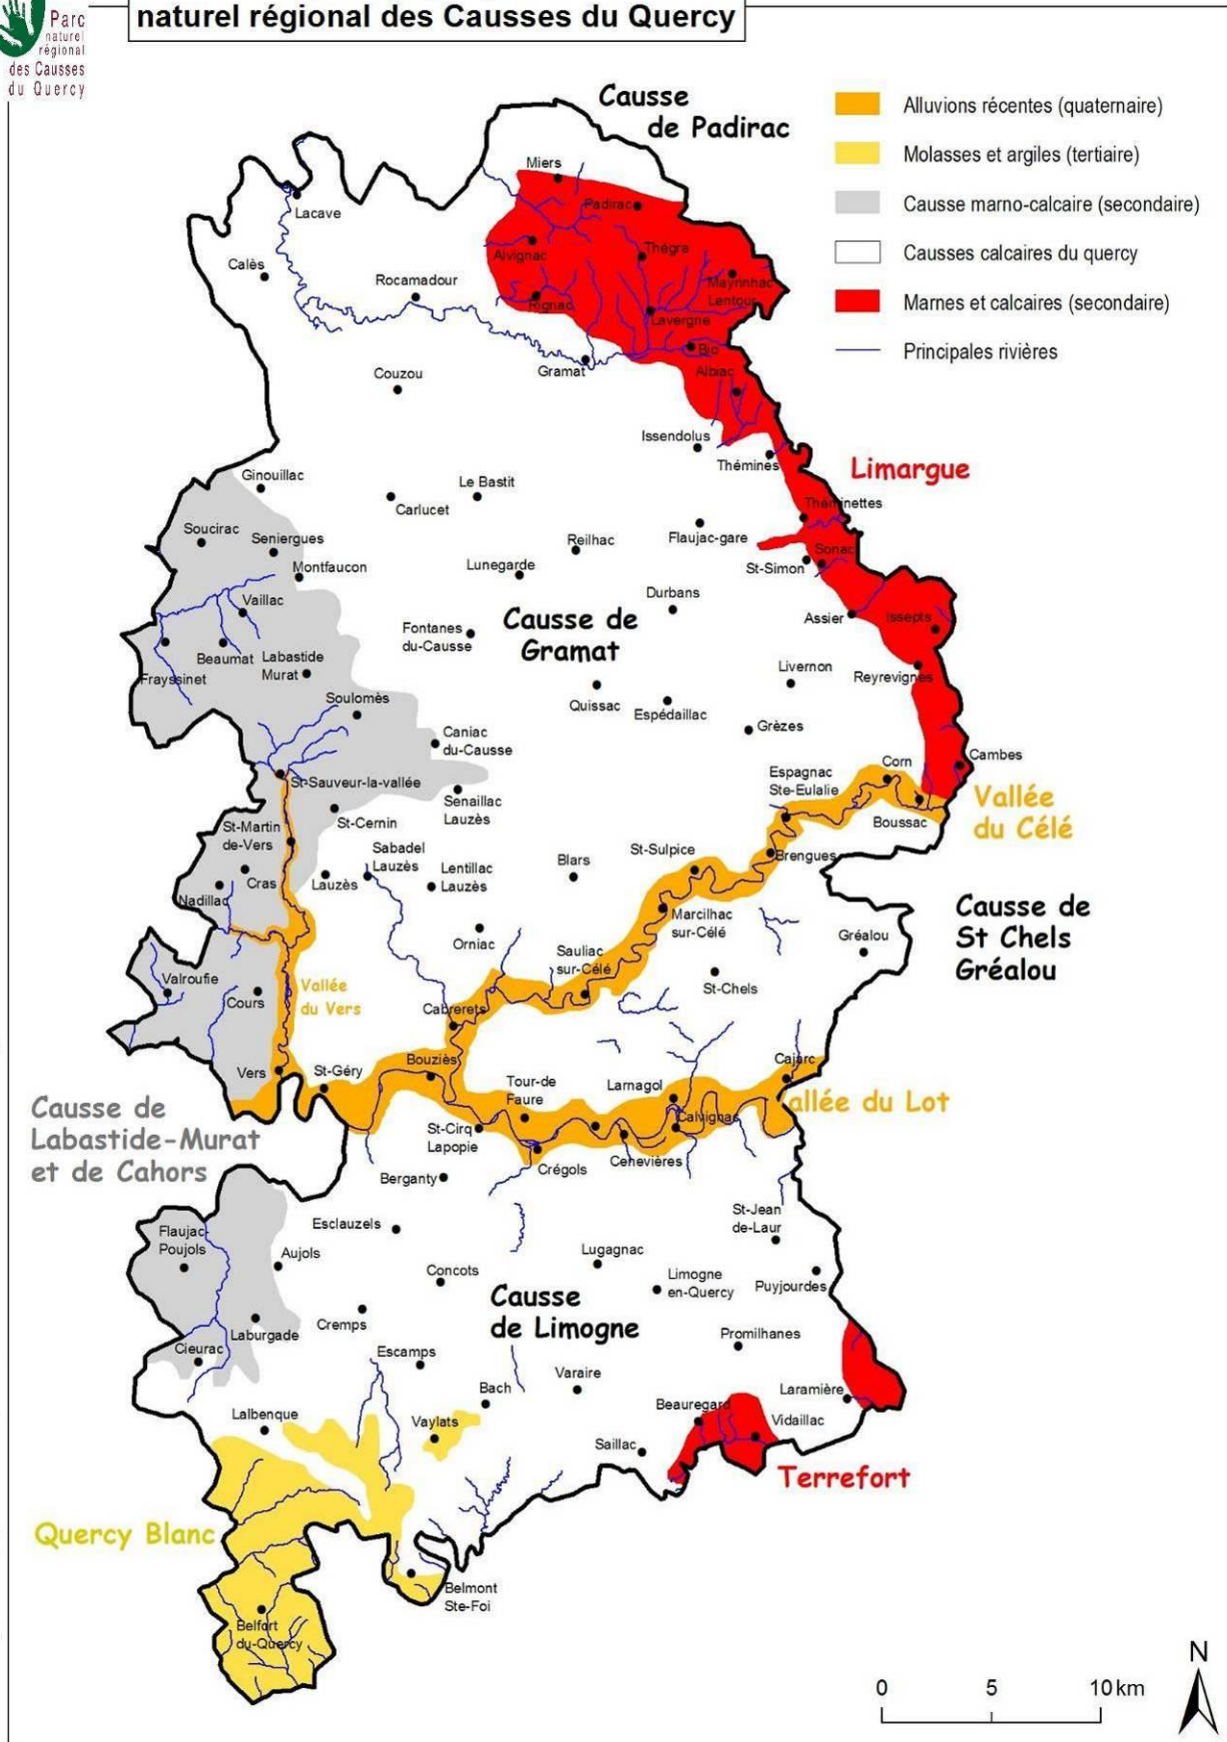 Parc
naturel
régional
des Causses
du Quercy
naturel régional des Causses du Quercy
Causse
de Padirac
Alluvions récentes (quaternaire)
Molasses et argiles (tertiaire)
Causse marno-calcaire (secondaire)
Causses calcaires du quercy
Marnes et calcaires (secondaire)
Principales rivières
Miers
Padirac
Lacave
Alvignac
Thégra
Calès
Rocamadour
Mayrinhac
Lentour
Rignac
Lavergne
Bio
Gramat
Albiac
Couzou
Issendolus
Thémines
Limargue
Ginouillac
Le Bastit
Carlucet
Théminettes
Soucirac
Seniergues
Reilhac
Flaujac-gare
Sonac
Montfaucon
Lunegarde
St-Simon
Vaillac
Durbans
Causse de
Gramat
Assier
Issepts
Fontanes
du-Causse
Beaumat
Labastide
Murat
Frayssinet
Livernon
Reyrevignes
Soulomès
Quissac
Espédaillac
Grèzes
Caniac
du-Causse
Corn
Cambes
St-Sauveur-la-vallée
Espagnac
Ste-Eulalie
Vallée
du Célé
Senaillac
Lauzès
St-Cernin
Boussac
St-Martin
de-Vers
Sabadel
Lauzès
St-Sulpice
Brengues
Blars
Lentillac
Lauzès
Cras
Lauzès
Nadillac
Causse de
St Chels
Gréalou
Marcilhac
sur-Célé
Gréalou
Orniac
Sauliac
sur-Célé
Valroufie
Vallée
du Vers
St-Chels
Cours
Cabrerets
Vers
St-Géry
Bouziès
Cajarc
Tour-de
Faure
Larnagol
allée du Lot
Calvignac
Causse de
Labastide-Murat
et de Cahors
St-Cirq
Lapopie
Crégols
Cenevières
Berganty
St-Jean
de-Laur
Flaujac-
Poujols
Esclauzels
Aujols
Lugagnac
Concots
Limogne
en-Quercy
Puyjourdes
Causse
de Limogne
Laburgade
Cremps
Promilhanes
Cieurac
Escamps
Varaire
Bach
Laramière
Beauregard
Lalbenque
Vaylats
Vidaillac
Saillac
Terrefort
Quercy Blanc
Belmont
Ste-Foi
Belfort
du-Quercy
N
0 5 10 km